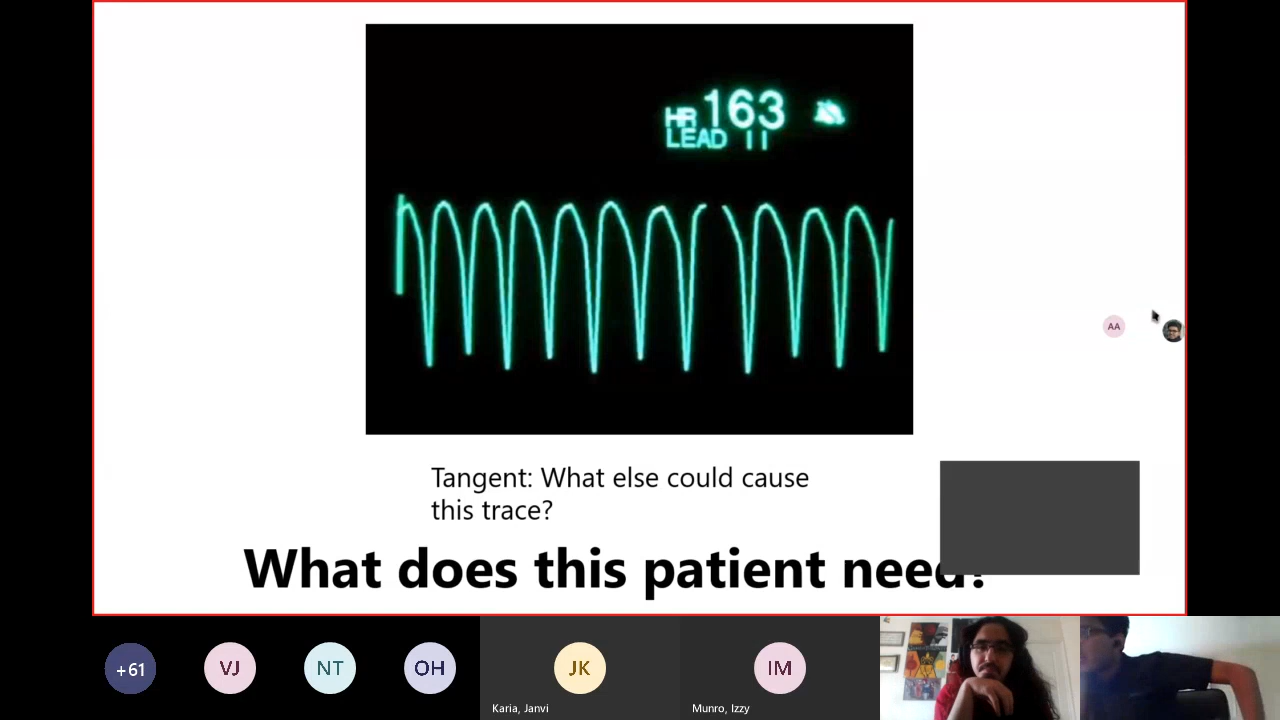 HR 163
LEAD II
AA
Tangent: What else could cause
this trace?
What does this patient need?
+61
VJ
NT
OH
JK
IM
Karia, Janvi
Munro, Izzy